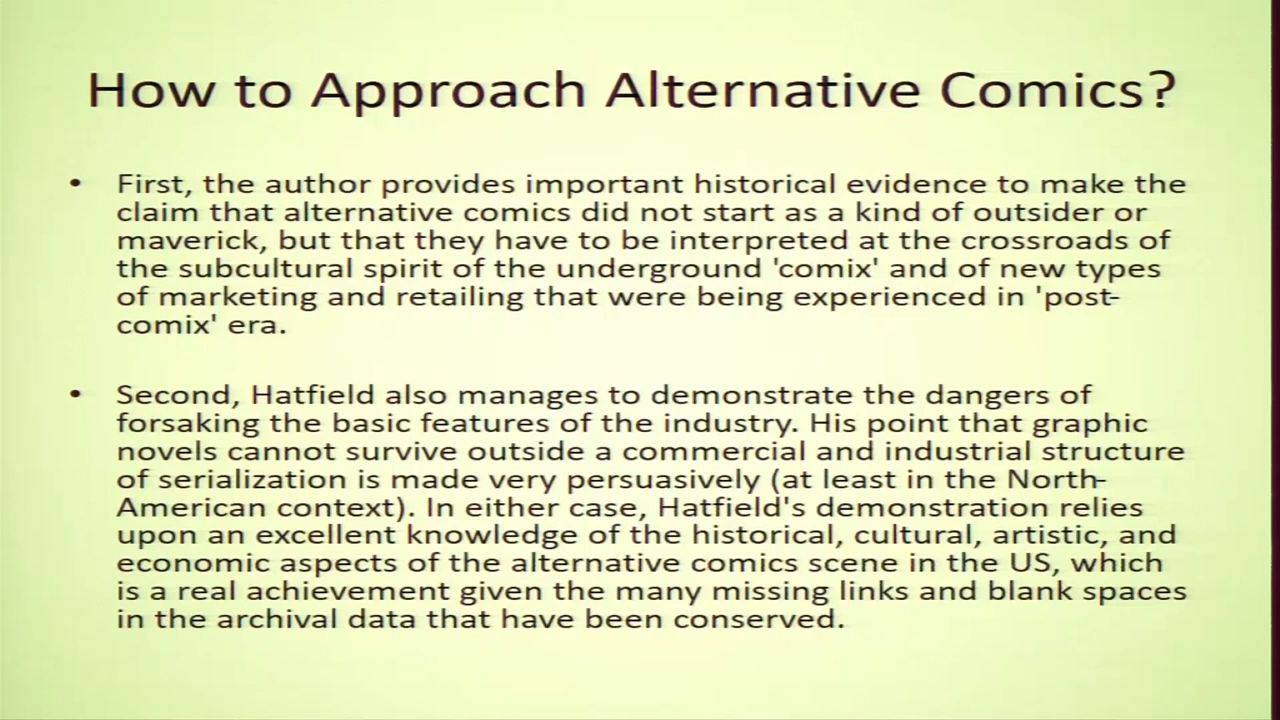 How to Approach Alternative Comics?
• First, the author provides important historical evidence to make the
claim that alternative comics did not start as a kind of outsider or
maverick, but that they have to be interpreted at the crossroads of
the subcultural spirit of the underground 'comix' and of new types
of marketing and retailing that were being experienced in 'post-
comix' era.
• Second, Hatfield also manages to demonstrate the dangers of
forsaking the basic features of the industry. His point that graphic
novels cannot survive outside a commercial and industrial structure
of serialization is made very persuasively (at least in the North-
American context). In either case, Hatfield's demonstration relies
upon an excellent knowledge of the historical, cultural, artistic, and
economic aspects of the alternative comics scene in the US, which
is a real achievement given the many missing links and blank spaces
in the archival data that have been conserved.